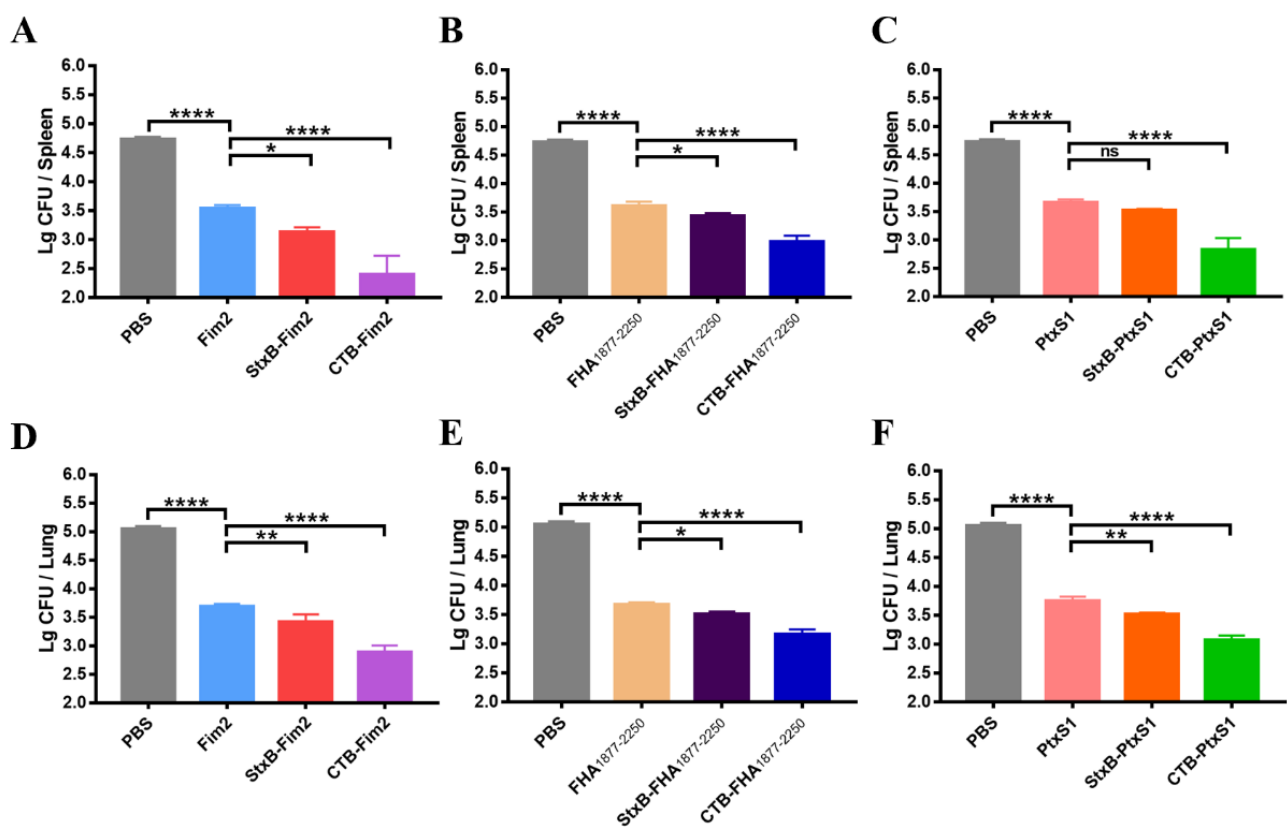 A
Lg CFU / Spleen
6.0
5.5
5.0
4.5
4.0
3.5
3.0
2.5
2.0
****
****
*
PBS
Fim2
StxB-Fim2
CTB-Fim2
B
Lg CFU / Spleen
6.0
5.5
5.0
4.5
4.0
3.5
3.0
2.5
2.0
****
****
*
PBS
FHA1877-2250
StxB-FHA1877-2250
CTB-FHA1877-2250
C
Lg CFU / Spleen
6.0
5.5
5.0
4.5
4.0
3.5
3.0
2.5
2.0
****
****
ns
PBS
PtxS1
StxB-PtxS1
CTB-PtxS1
D
Lg CFU / Lung
6.0
5.5
5.0
4.5
4.0
3.5
3.0
2.5
2.0
****
****
**
PBS
Fim2
StxB-Fim2
CTB-Fim2
E
Lg CFU / Lung
6.0
5.5
5.0
4.5
4.0
3.5
3.0
2.5
2.0
****
****
*
PBS
FHA1877-2250
StxB-FHA1877-2250
CTB-FHA1877-2250
F
Lg CFU / Lung
6.0
5.5
5.0
4.5
4.0
3.5
3.0
2.5
2.0
****
****
**
PBS
PtxS1
StxB-PtxS1
CTB-PtxS1